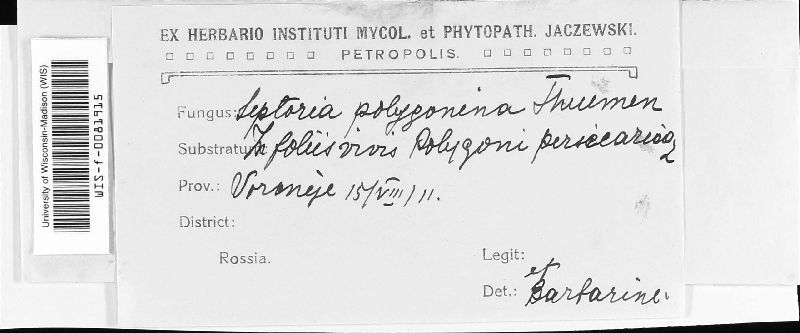 EX HERBARIO INSTITUTI MYCOL. et PHYTOPATH. JACZEWSKI.
PETROPOLIS.
Fungus: Septoria polygonina Thuemen
Substratum: In foliis vivis Polygoni persicariae
Prov.: Voroneje 15/VIII/11.
District:
Rossia.
Legit:
et
Det.: Barbarine.
University of Wisconsin-Madison (WIS)
WIS-f-0081915